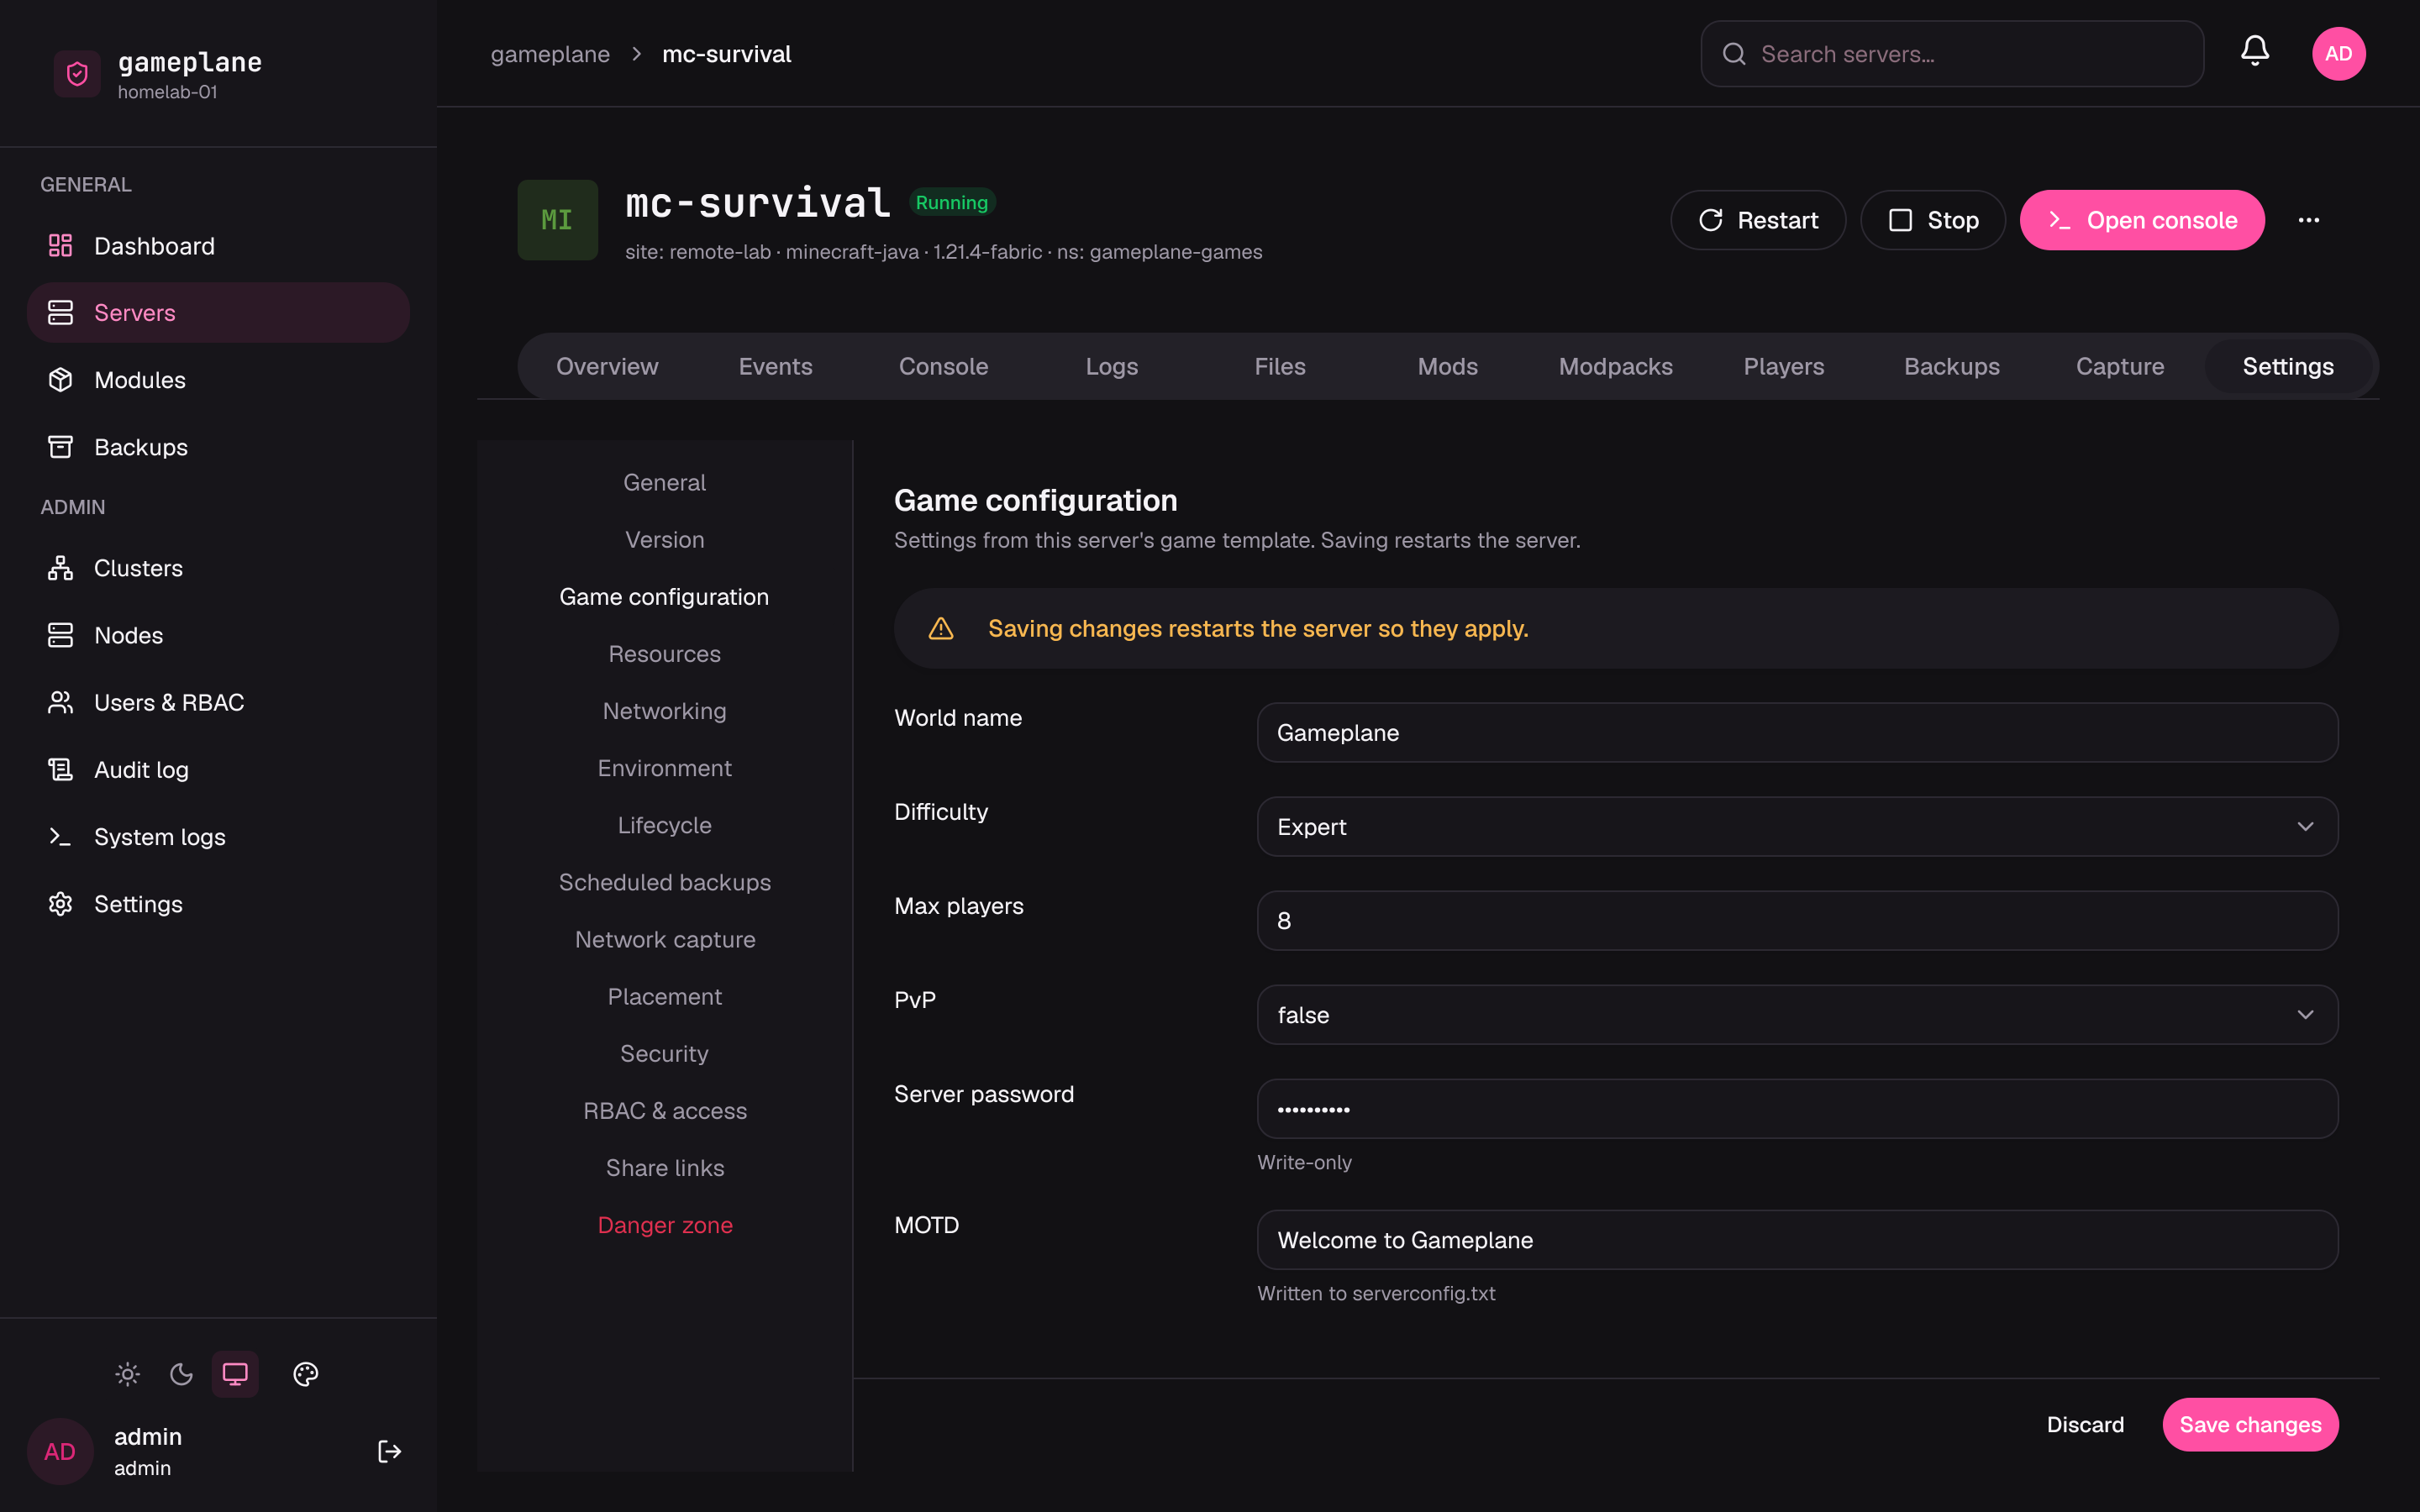 gameplane
homelab-01
GENERAL
Dashboard
Servers
Modules
Backups
ADMIN
Clusters
Nodes
Users & RBAC
Audit log
System logs
Settings
AD
admin
admin
gameplane > mc-survival
Search servers...
AD
MI
mc-survival
Running
site: remote-lab · minecraft-java · 1.21.4-fabric · ns: gameplane-games
Restart
Stop
Open console
Overview
Events
Console
Logs
Files
Mods
Modpacks
Players
Backups
Capture
Settings
General
Version
Game configuration
Resources
Networking
Environment
Lifecycle
Scheduled backups
Network capture
Placement
Security
RBAC & access
Share links
Danger zone
Game configuration
Settings from this server's game template. Saving restarts the server.
Saving changes restarts the server so they apply.
World name
Gameplane
Difficulty
Expert
Max players
8
PvP
false
Server password
••••••••••
Write-only
MOTD
Welcome to Gameplane
Written to serverconfig.txt
Discard
Save changes